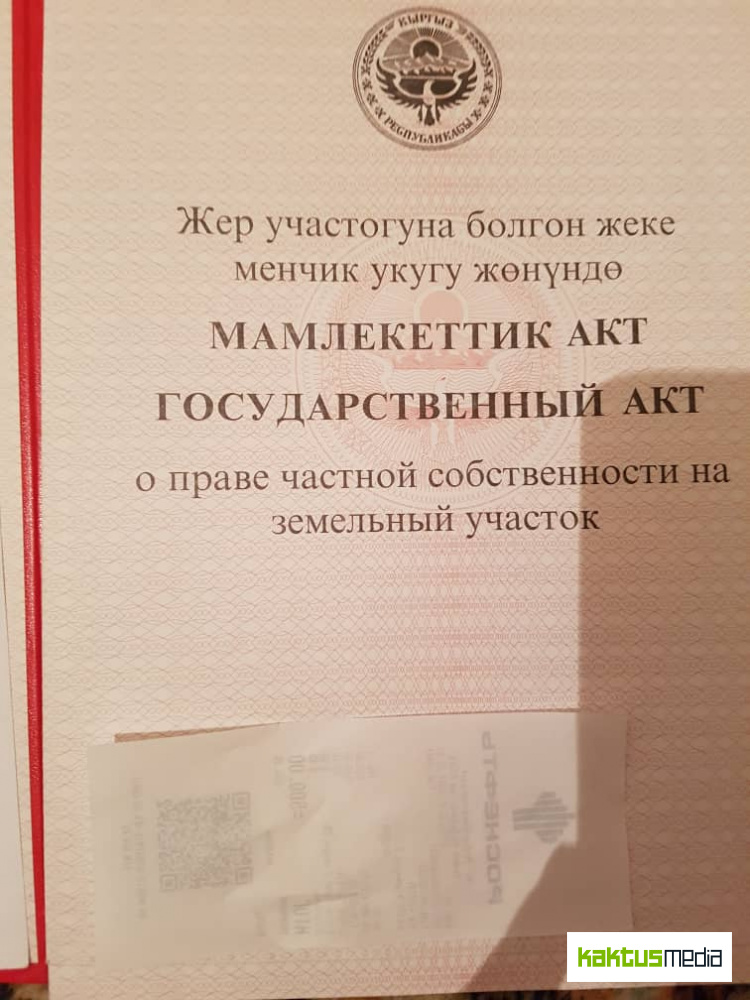 КЫРГЫЗ
РЕСПУБЛИКАСЫ
Жер участогуна болгон жеке
менчик укугу жөнүндө
МАМЛЕКЕТТИК АКТ
ГОСУДАРСТВЕННЫЙ АКТ
о праве частной собственности на
земельный участок
РОСНЕФТЬ
kaktusmedia